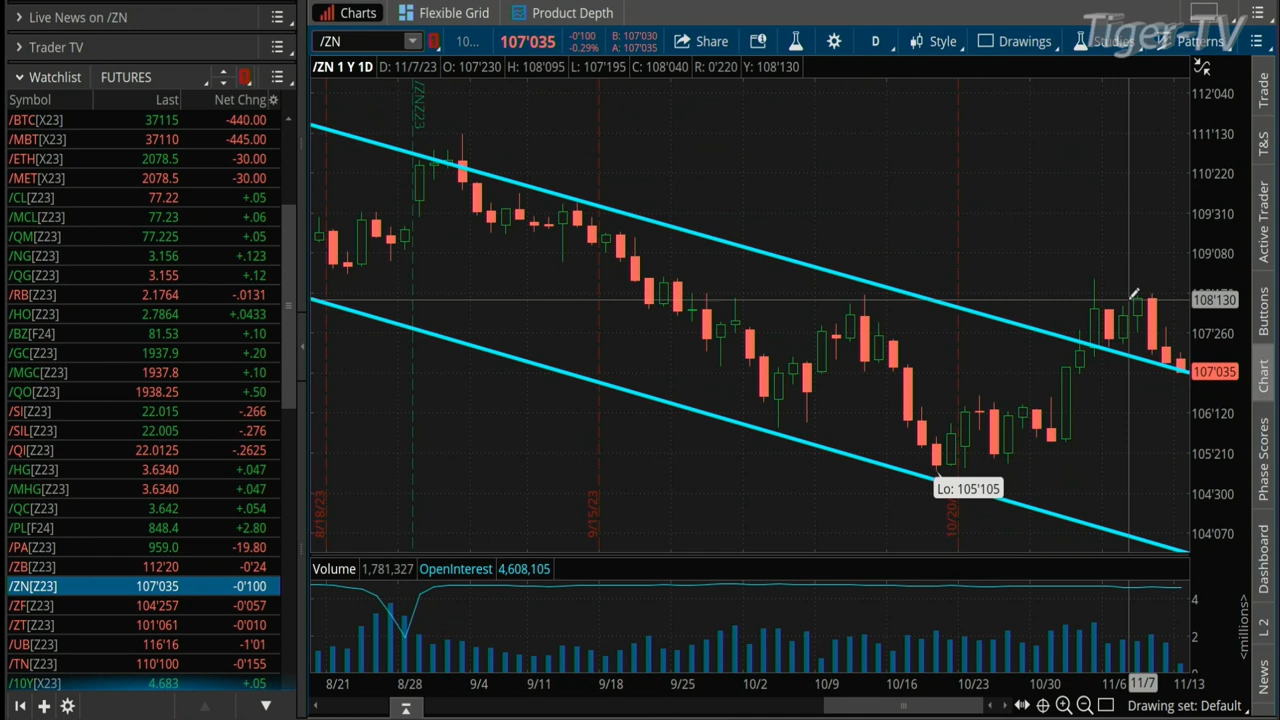 Live News on /ZN
Charts
Flexible Grid
Product Depth
Tiger TV
Trader TV
/ZN
10...
107'035
-0'100
-0.29%
B: 107'030
A: 107'035
Share
D
Style
Drawings
Studies
Patterns
Watchlist
FUTURES
/ZN 1 Y 1D
D: 11/7/23
O: 107'230
H: 108'095
L: 107'195
C: 108'040
R: 0'220
Y: 108'130
Symbol Last Net Chng
/BTC[X23] 37115 -440.00
/MBT[X23] 37110 -445.00
/ETH[X23] 2078.5 -30.00
/MET[X23] 2078.5 -30.00
/CL[Z23] 77.22 +.05
/MCL[Z23] 77.23 +.06
/QM[Z23] 77.225 +.05
/NG[Z23] 3.156 +.123
/QG[Z23] 3.155 +.12
/RB[Z23] 2.1764 -.0131
/HO[Z23] 2.7864 +.0433
/BZ[F24] 81.53 +.10
/GC[Z23] 1937.9 +.20
/MGC[Z23] 1937.8 +.10
/QO[Z23] 1938.25 +.50
/SI[Z23] 22.015 -.266
/SIL[Z23] 22.005 -.276
/QI[Z23] 22.0125 -.2625
/HG[Z23] 3.6340 +.047
/MHG[Z23] 3.6340 +.047
/QC[Z23] 3.642 +.054
/PL[F24] 848.4 +2.80
/PA[Z23] 959.0 -19.80
/ZB[Z23] 112'20 -0'24
/ZN[Z23] 107'035 -0'100
/ZF[Z23] 104'257 -0'057
/ZT[Z23] 101'061 -0'010
/UB[Z23] 116'16 -1'01
/TN[Z23] 110'100 -0'155
/10Y[X23] 4.683 +.05
/ZNZ23
8/18/23
9/15/23
10/20/23
Lo: 105'105
112'040
111'130
110'220
109'310
109'080
108'130
107'260
107'035
106'120
105'210
104'300
104'070
Volume
1,781,327
OpenInterest
4,608,105
4
2
0
<millions>
8/21
8/28
9/4
9/11
9/18
9/25
10/2
10/9
10/16
10/23
10/30
11/6
11/7
11/13
Drawing set: Default
Trade
T&S
Active Trader
Buttons
Chart
Phase Scores
Dashboard
L 2
News